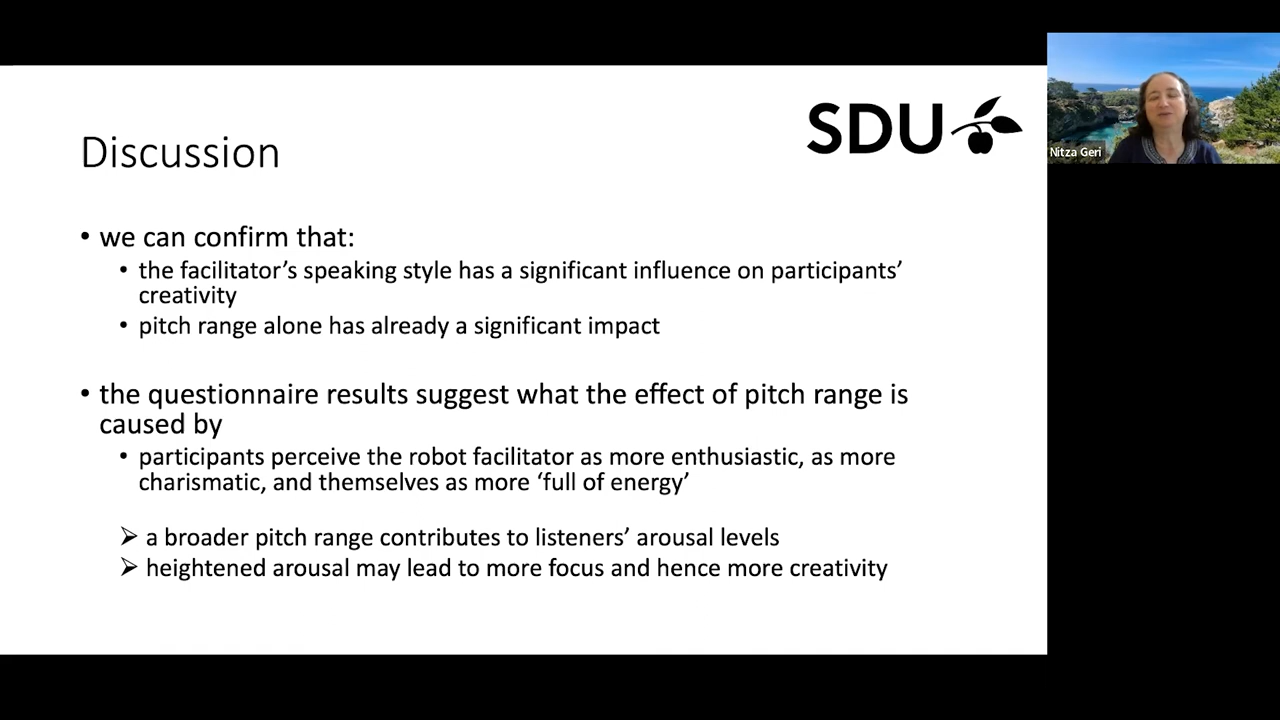 SDU
Nitza Geri
Discussion
• we can confirm that:
• the facilitator’s speaking style has a significant influence on participants’
creativity
• pitch range alone has already a significant impact
• the questionnaire results suggest what the effect of pitch range is
caused by
• participants perceive the robot facilitator as more enthusiastic, as more
charismatic, and themselves as more ‘full of energy’
➢ a broader pitch range contributes to listeners’ arousal levels
➢ heightened arousal may lead to more focus and hence more creativity